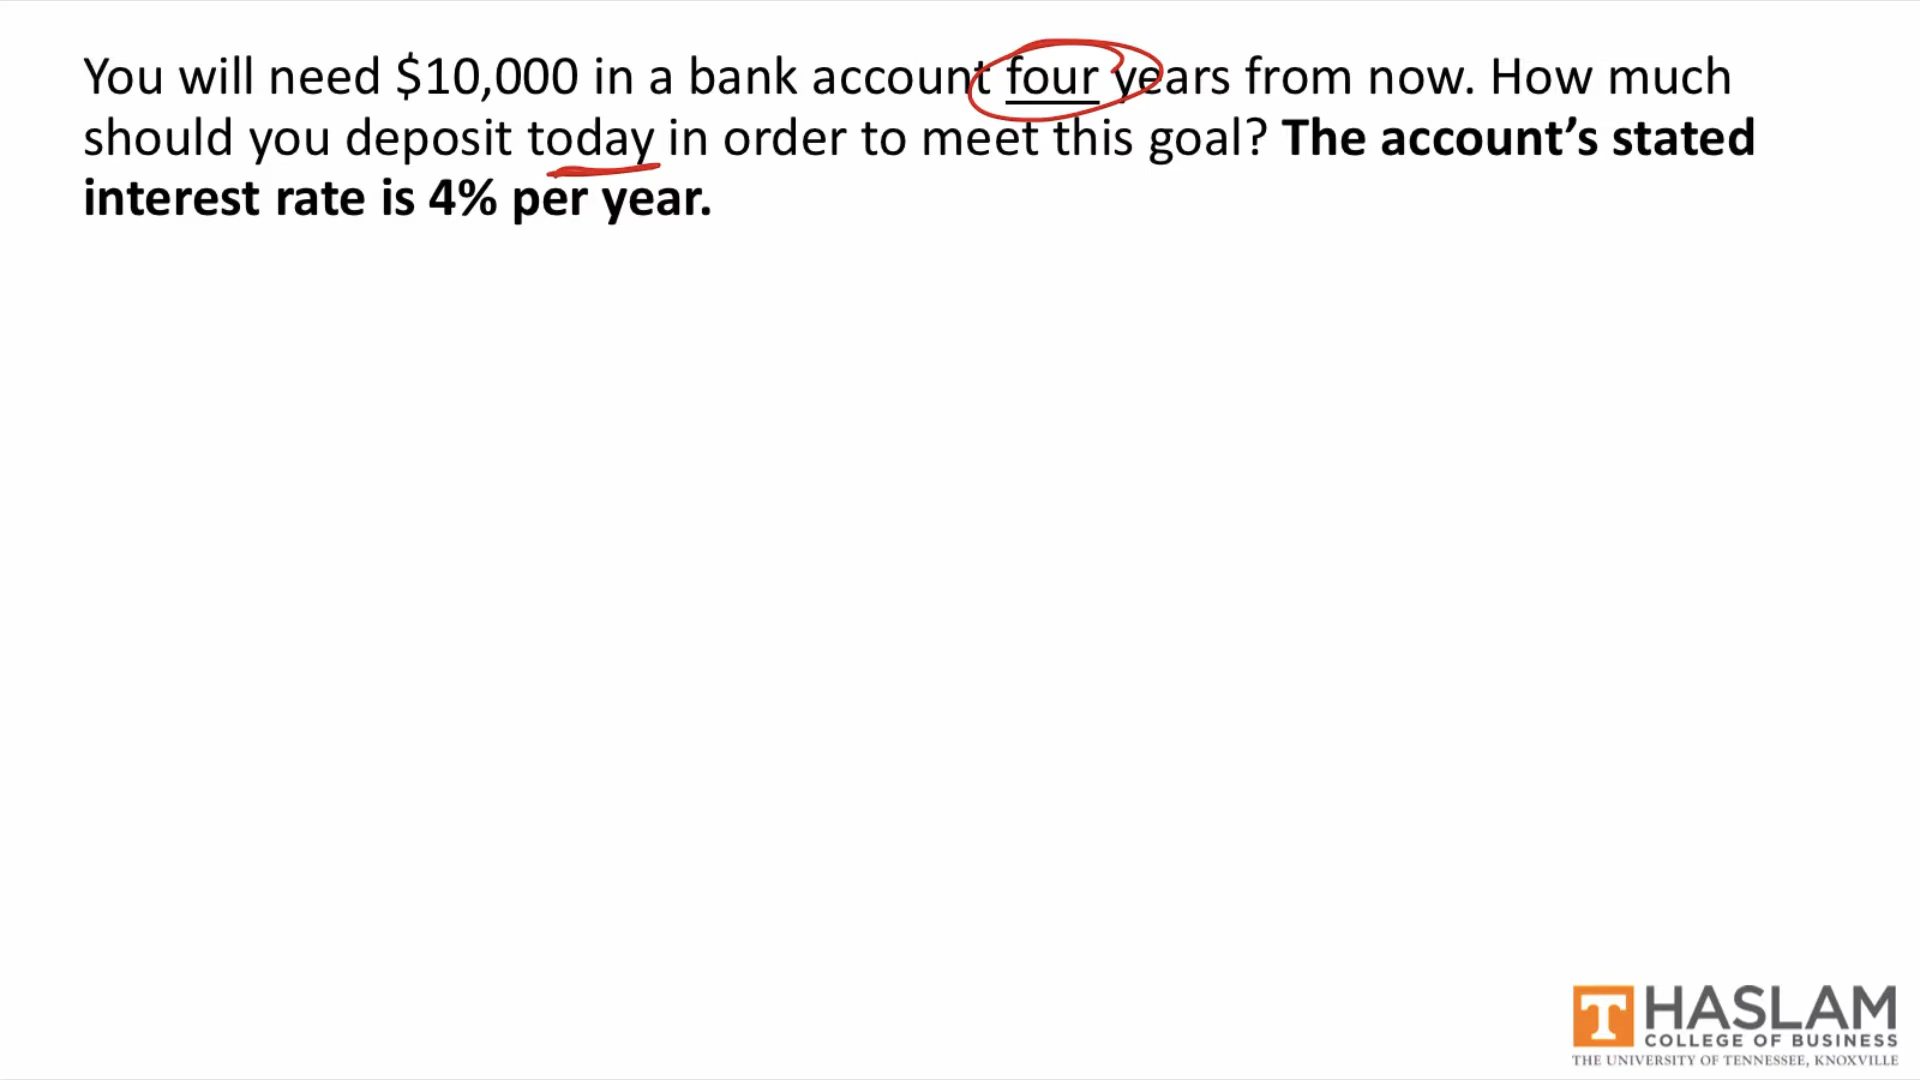 You will need $10,000 in a bank account four years from now. How much
should you deposit today in order to meet this goal? The account’s stated
interest rate is 4% per year.
T HASLAM
COLLEGE OF BUSINESS
THE UNIVERSITY OF TENNESSEE, KNOXVILLE